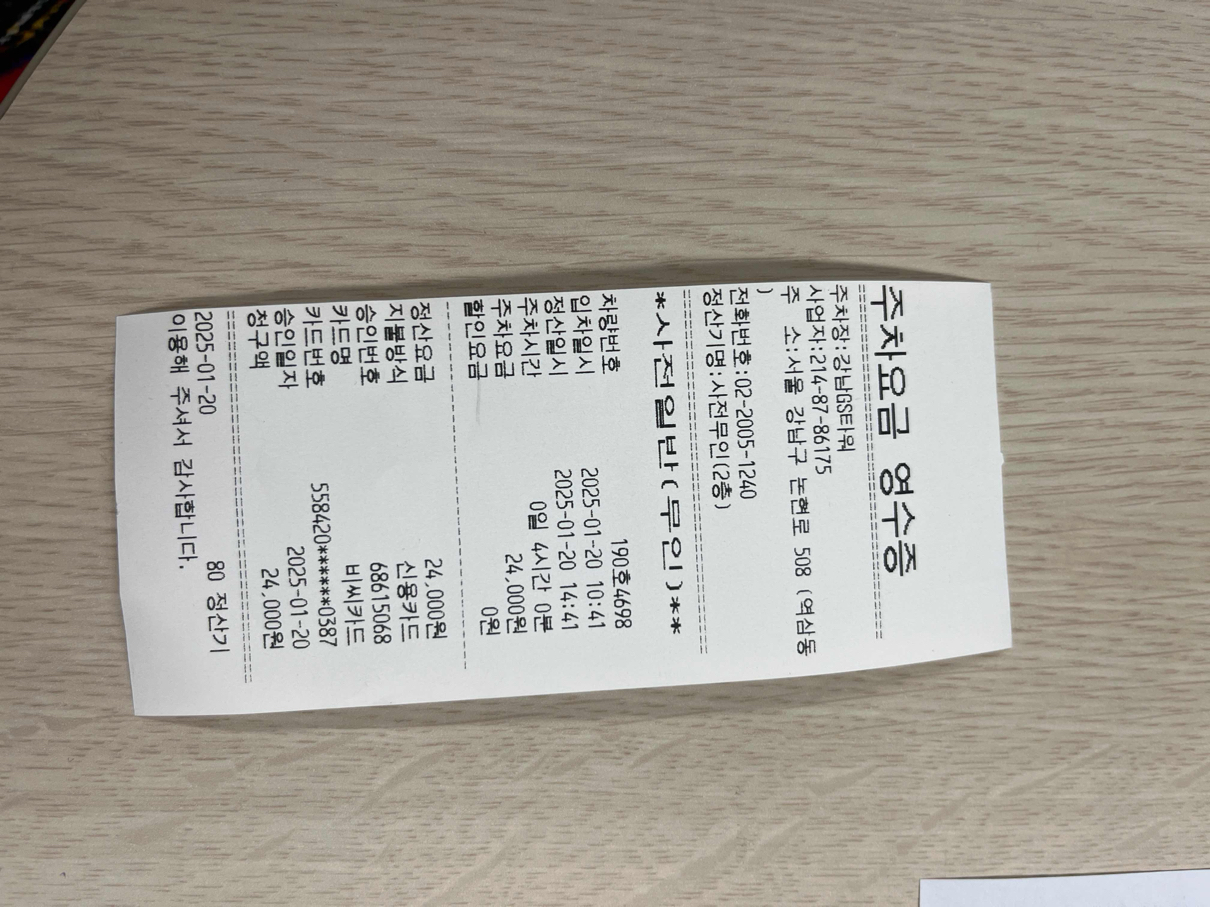 주차요금 영수증
========================================
주차장:강남GS타워
사업자:214-87-86175
주  소:서울 강남구 논현로 508 (역삼동
)
전화번호:02-2005-1240
정산기명:사전무인(2층)
========================================
*사전일반(무인)**
차량번호 190호4698
입차일시 2025-01-20 10:41
정산일시 2025-01-20 14:41
주차시간 0일 4시간 0분
주차요금 24,000원
할인요금 0원
----------------------------------------
정산요금 24,000원
지불방식 신용카드
승인번호 68615068
카드명 비씨카드
카드번호 558420******0387
승인일자 2025-01-20
청구액 24,000원
========================================
2025-01-20 80 정산기
이용해 주셔서 감사합니다.